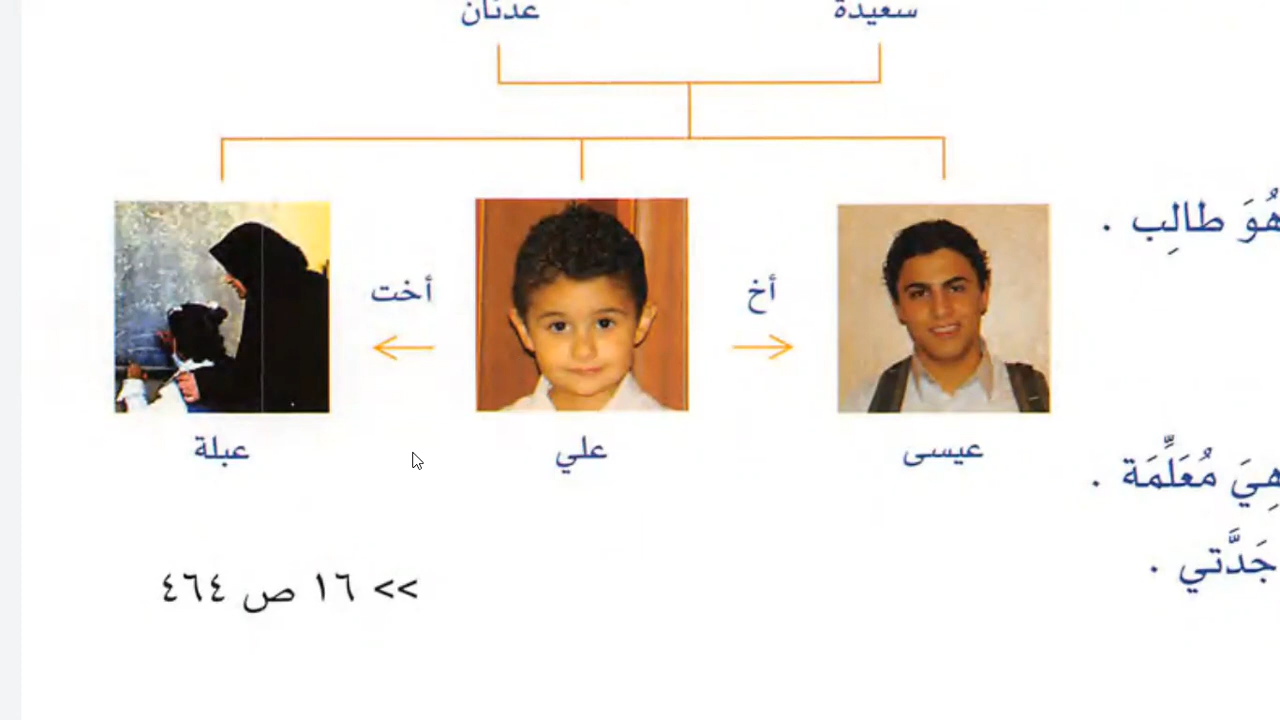 سعيدة عدنان
هُوَ طالِب .
أخ أخت
عيسى علي عبلة
هِيَ مُعَلِّمَة .
جَدَّتي .
>> ١٦ ص ٤٦٤